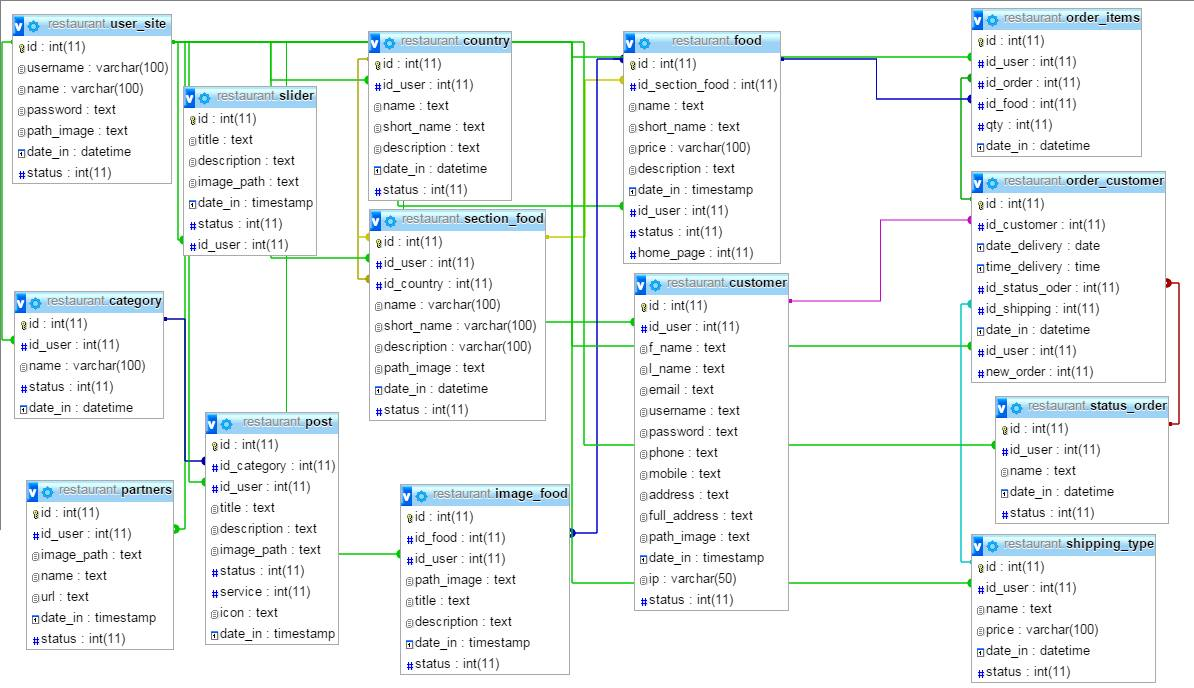 restaurant.user_site
id : int(11)
username : varchar(100)
name : varchar(100)
password : text
path_image : text
date_in : datetime
status : int(11)
restaurant.slider
id : int(11)
title : text
description : text
image_path : text
date_in : timestamp
status : int(11)
id_user : int(11)
restaurant.category
id : int(11)
id_user : int(11)
name : varchar(100)
status : int(11)
date_in : datetime
restaurant.partners
id : int(11)
id_user : int(11)
image_path : text
name : text
url : text
date_in : timestamp
status : int(11)
restaurant.post
id : int(11)
id_category : int(11)
id_user : int(11)
title : text
description : text
image_path : text
status : int(11)
service : int(11)
icon : text
date_in : timestamp
restaurant.country
id : int(11)
id_user : int(11)
name : text
short_name : text
description : text
date_in : datetime
status : int(11)
restaurant.section_food
id : int(11)
id_user : int(11)
id_country : int(11)
name : varchar(100)
short_name : varchar(100)
description : varchar(100)
path_image : text
date_in : datetime
status : int(11)
restaurant.image_food
id : int(11)
id_food : int(11)
id_user : int(11)
path_image : text
title : text
description : text
date_in : timestamp
status : int(11)
restaurant.food
id : int(11)
id_section_food : int(11)
name : text
short_name : text
price : varchar(100)
description : text
date_in : timestamp
id_user : int(11)
status : int(11)
home_page : int(11)
restaurant.customer
id : int(11)
id_user : int(11)
f_name : text
l_name : text
email : text
username : text
password : text
phone : text
mobile : text
address : text
full_address : text
path_image : text
date_in : timestamp
ip : varchar(50)
status : int(11)
restaurant.order_items
id : int(11)
id_user : int(11)
id_order : int(11)
id_food : int(11)
qty : int(11)
date_in : datetime
restaurant.order_customer
id : int(11)
id_customer : int(11)
date_delivery : date
time_delivery : time
id_status_oder : int(11)
id_shipping : int(11)
date_in : datetime
id_user : int(11)
new_order : int(11)
restaurant.status_order
id : int(11)
id_user : int(11)
name : text
date_in : datetime
status : int(11)
restaurant.shipping_type
id : int(11)
id_user : int(11)
name : text
price : varchar(100)
date_in : datetime
status : int(11)